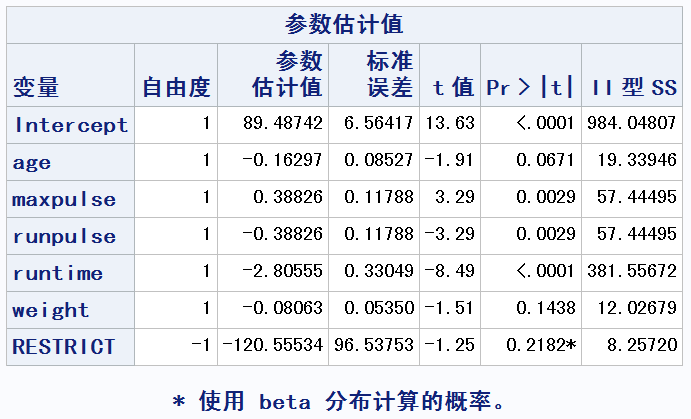 参数估计值
变量 自由度 参数估计值 标准误差 t 值 Pr > |t| II 型 SS
Intercept 1 89.48742 6.56417 13.63 <.0001 984.04807
age 1 -0.16297 0.08527 -1.91 0.0671 19.33946
maxpulse 1 0.38826 0.11788 3.29 0.0029 57.44495
runpulse 1 -0.38826 0.11788 -3.29 0.0029 57.44495
runtime 1 -2.80555 0.33049 -8.49 <.0001 381.55672
weight 1 -0.08063 0.05350 -1.51 0.1438 12.02679
RESTRICT -1 -120.55534 96.53753 -1.25 0.2182* 8.25720
* 使用 beta 分布计算的概率。